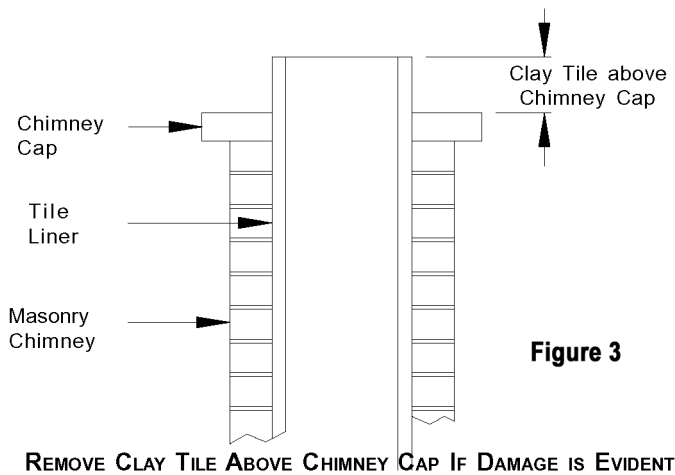 Clay Tile above
Chimney Cap
Chimney
Cap
Tile
Liner
Masonry
Chimney
Figure 3
REMOVE CLAY TILE ABOVE CHIMNEY CAP IF DAMAGE IS EVIDENT